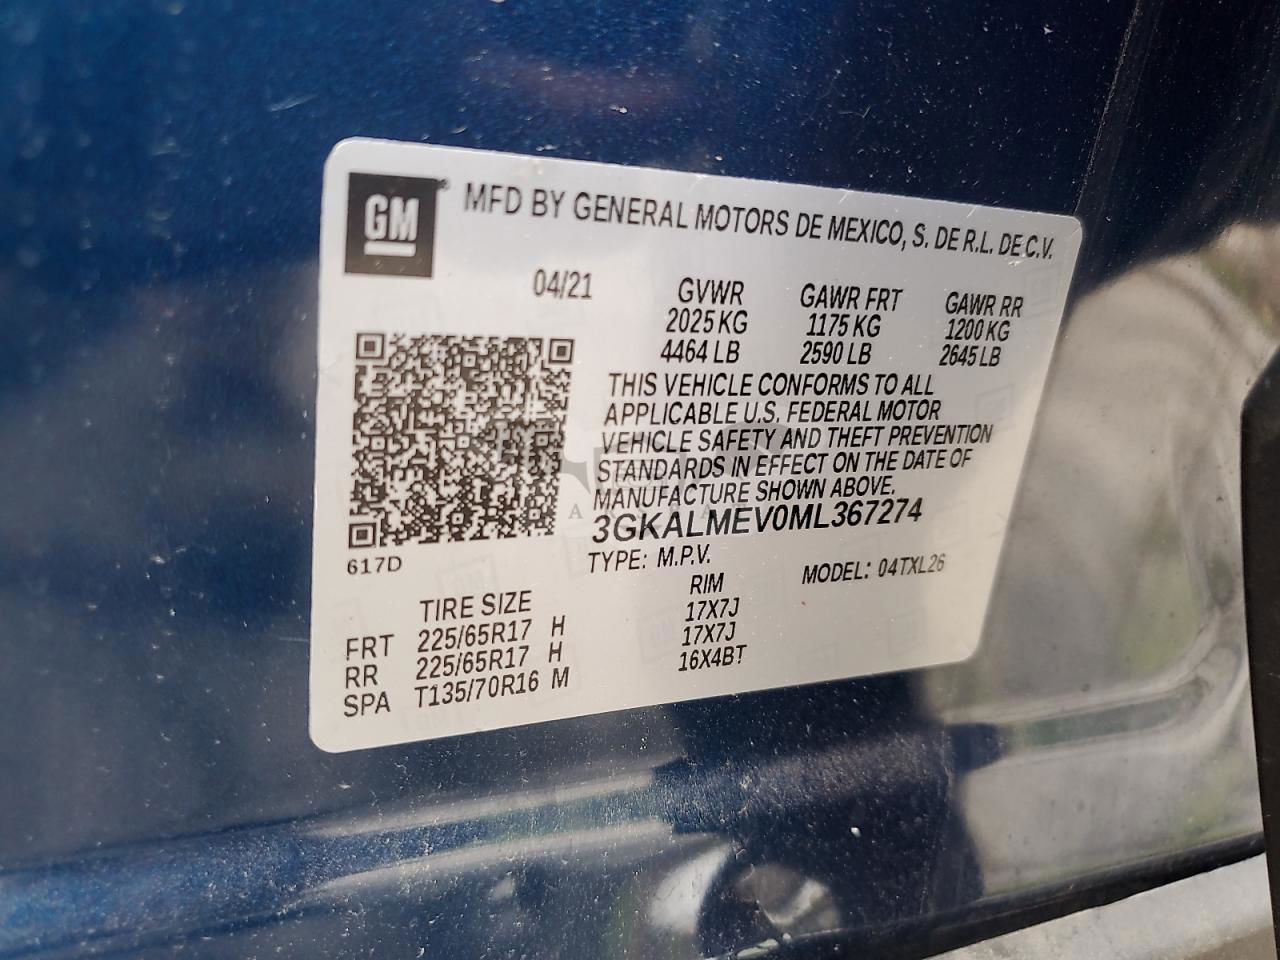 GM® MFD BY GENERAL MOTORS DE MEXICO, S. DE R.L. DE C.V.
04/21
GVWR GAWR FRT GAWR RR
2025 KG 1175 KG 1200 KG
4464 LB 2590 LB 2645 LB
THIS VEHICLE CONFORMS TO ALL
APPLICABLE U.S. FEDERAL MOTOR
VEHICLE SAFETY AND THEFT PREVENTION
STANDARDS IN EFFECT ON THE DATE OF
MANUFACTURE SHOWN ABOVE.
3GKALMEV0ML367274
617D
TYPE: M.P.V. MODEL: 04TXL26
TIRE SIZE RIM
FRT 225/65R17 H 17X7J
RR 225/65R17 H 17X7J
SPA T135/70R16 M 16X4BT